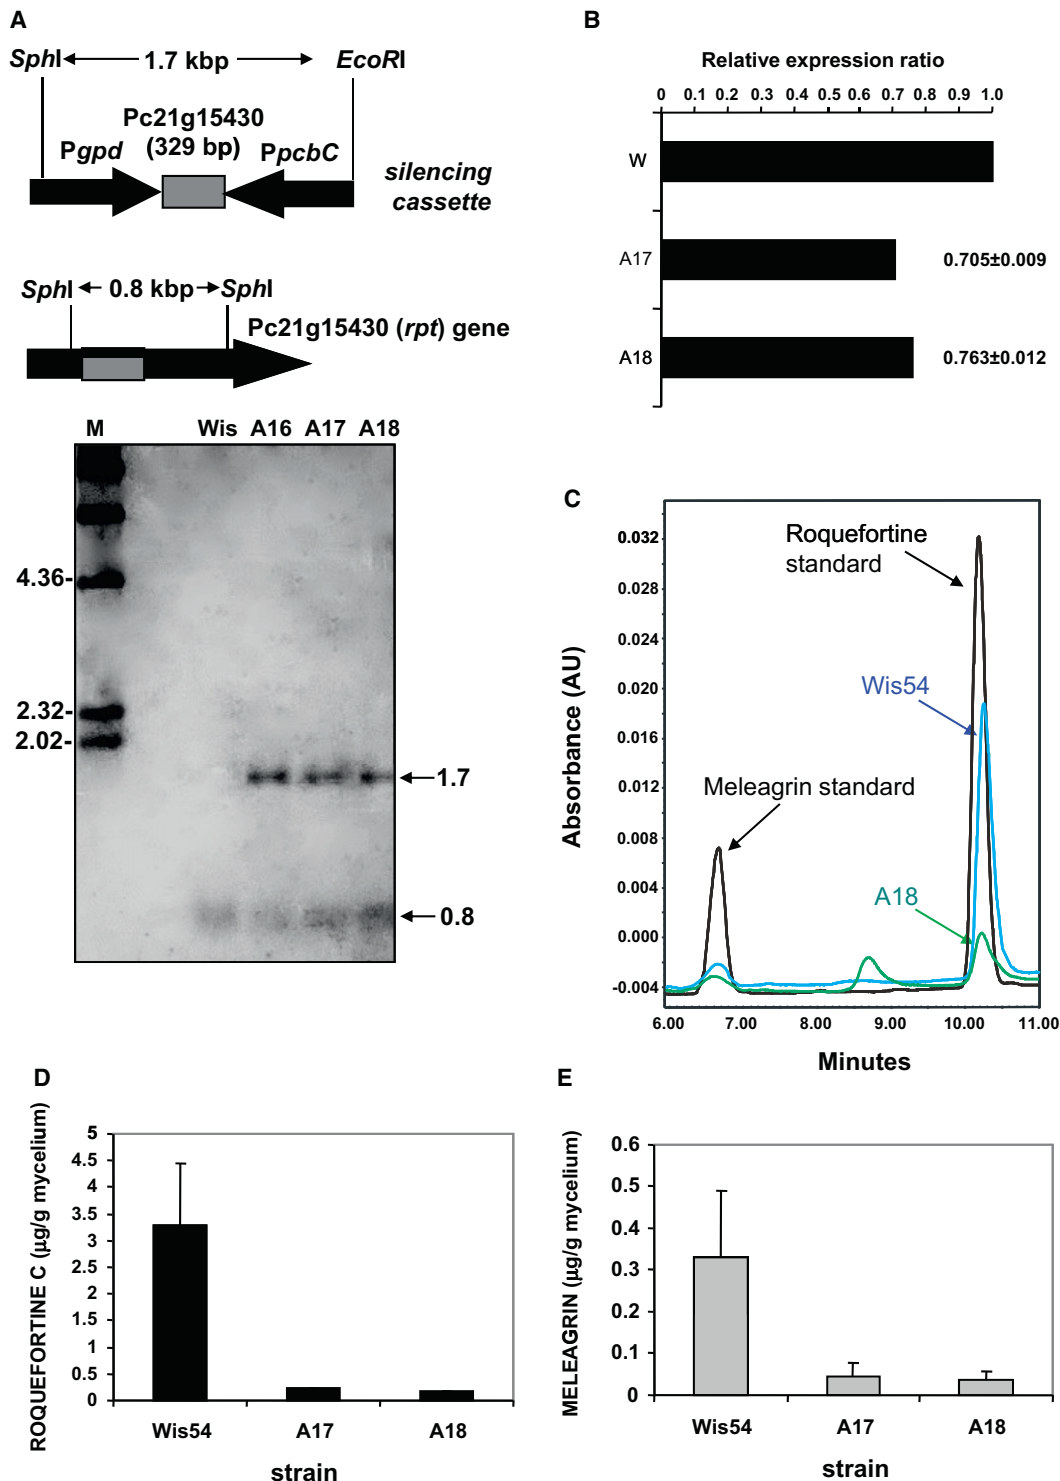 A
SphI 1.7 kbp EcoRI
Pc21g15430
(329 bp)
Pgpd PpcbC
silencing
cassette
SphI 0.8 kbp SphI
Pc21g15430 (rpt) gene
M Wis A16 A17 A18
4.36-
2.32-
2.02-
1.7
0.8
B
Relative expression ratio
0 0.1 0.2 0.3 0.4 0.5 0.6 0.7 0.8 0.9 1.0
W
A17 0.705±0.009
A18 0.763±0.012
C
Absorbance (AU)
0.032
0.028
0.024
0.020
0.016
0.012
0.008
0.004
0.000
-0.004
Roquefortine
standard
Wis54
Meleagrin standard
A18
6.00 7.00 8.00 9.00 10.00 11.00
Minutes
D
ROQUEFORTINE C (µg/g mycelium)
5
4.5
4
3.5
3
2.5
2
1.5
1
0.5
0
Wis54 A17 A18
strain
E
MELEAGRIN (µg/g mycelium)
0.6
0.5
0.4
0.3
0.2
0.1
0
Wis54 A17 A18
strain